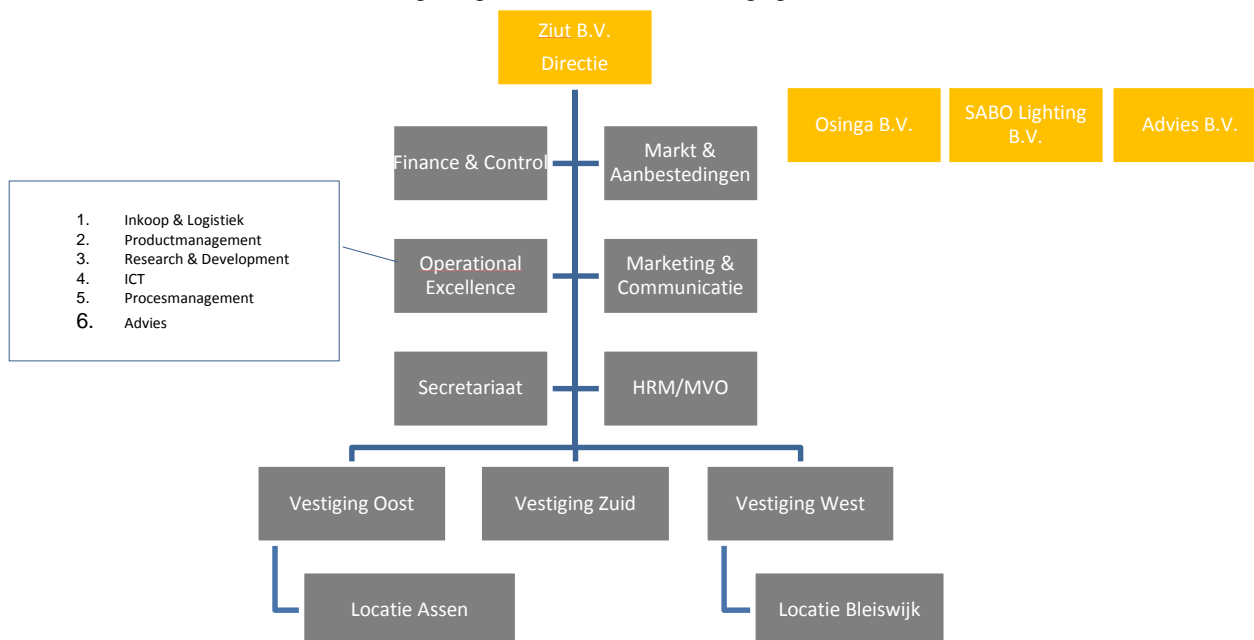 Ziut B.V.
Directie
Osinga B.V.
SABO Lighting
B.V.
Advies B.V.
Finance & Control
Markt &
Aanbestedingen
1. Inkoop & Logistiek
2. Productmanagement
3. Research & Development
4. ICT
5. Procesmanagement
6. Advies
Operational
Excellence
Marketing &
Communicatie
Secretariaat
HRM/MVO
Vestiging Oost
Vestiging Zuid
Vestiging West
Locatie Assen
Locatie Bleiswijk